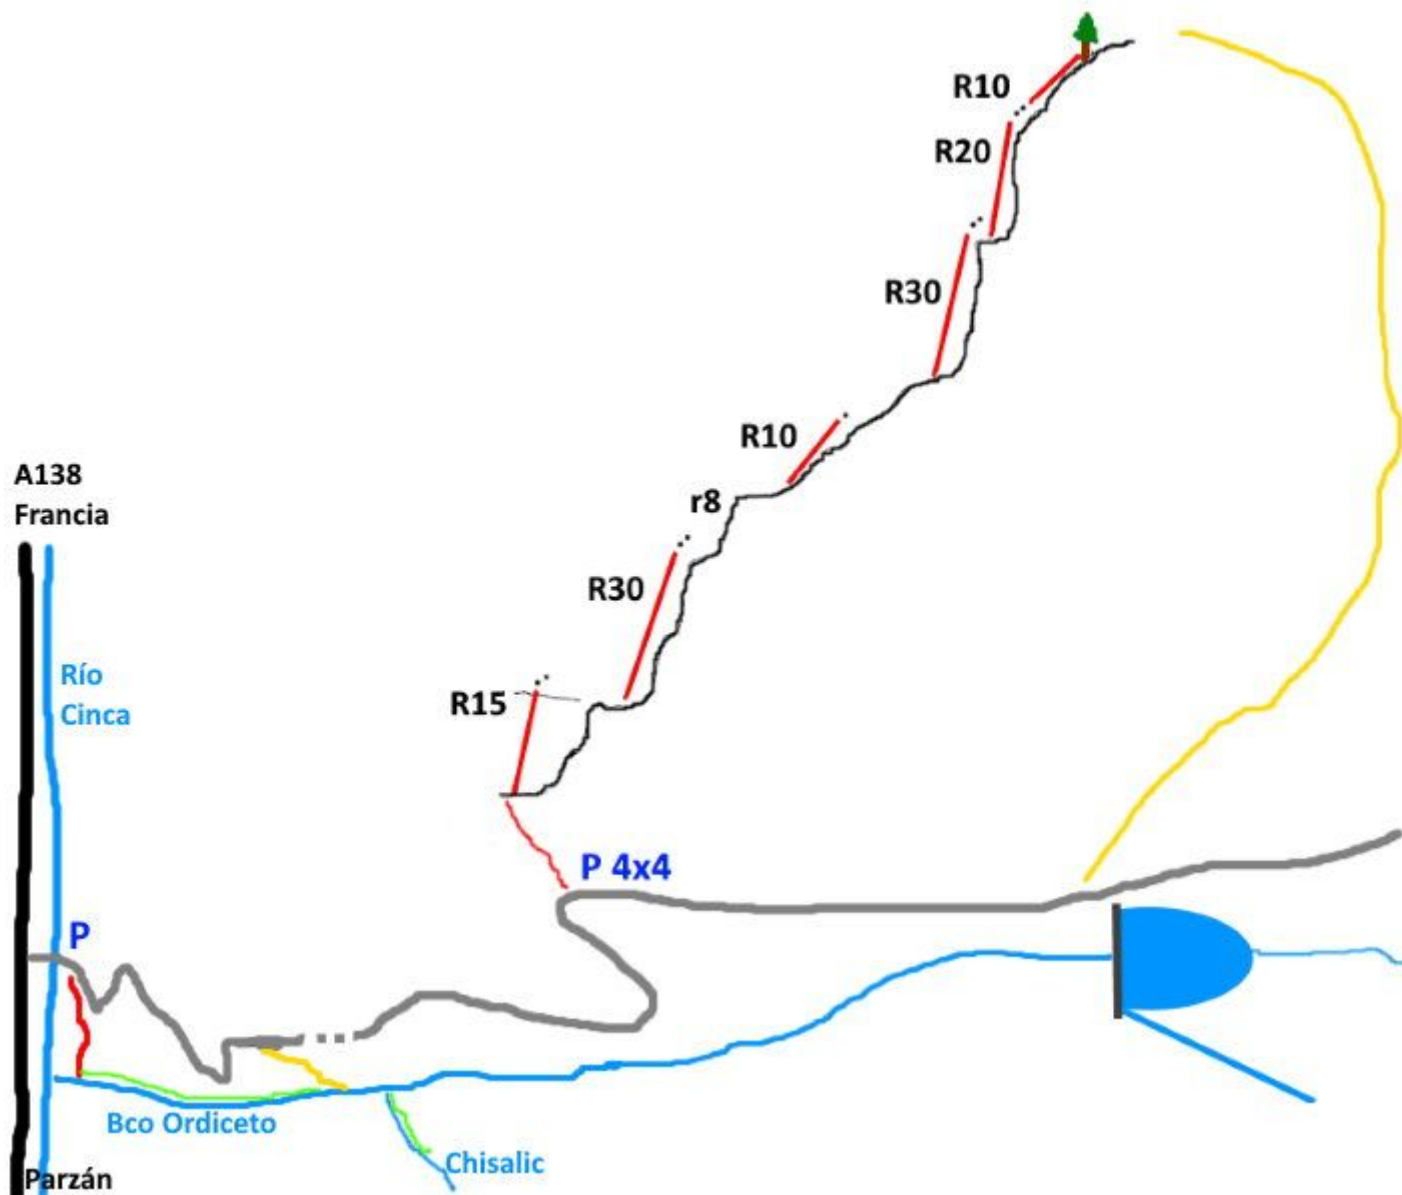 R10
R20
R30
R10
A138
Francia
r8
R30
Río
Cinca
R15
P 4x4
P
Bco Ordiceto
Chisalic
Parzán